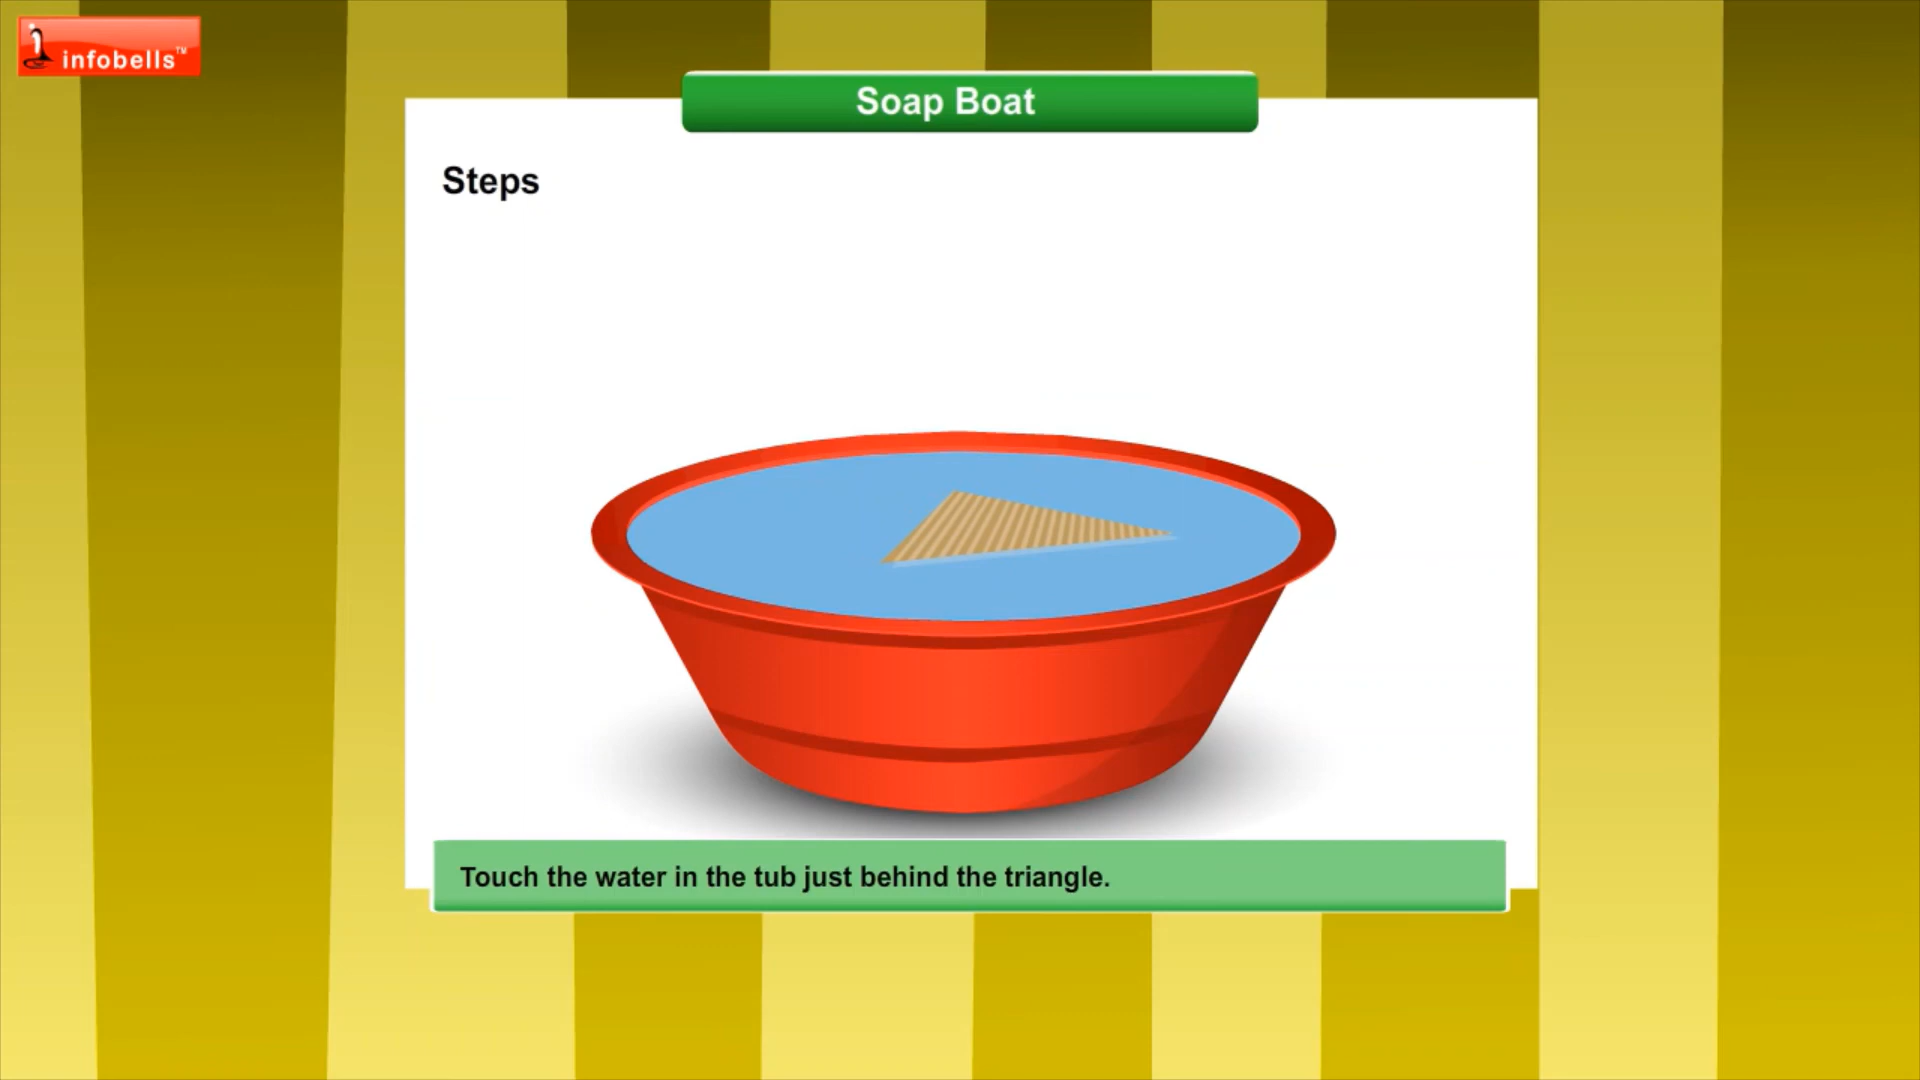 infobells™
Soap Boat
Steps
Touch the water in the tub just behind the triangle.